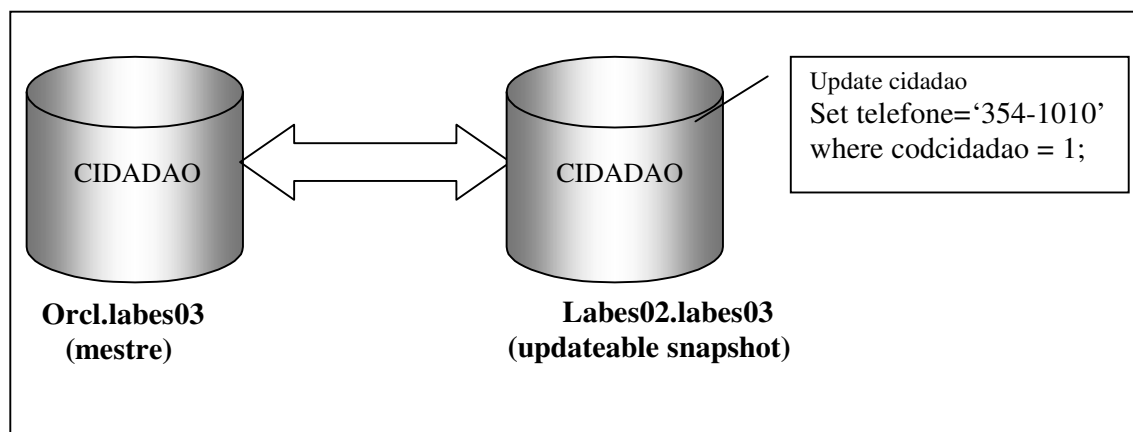 Update cidadao
Set telefone=‘354-1010’
where codcidadao = 1;
CIDADAO
CIDADAO
Orcl.labes03
(mestre)
Labes02.labes03
(updateable snapshot)